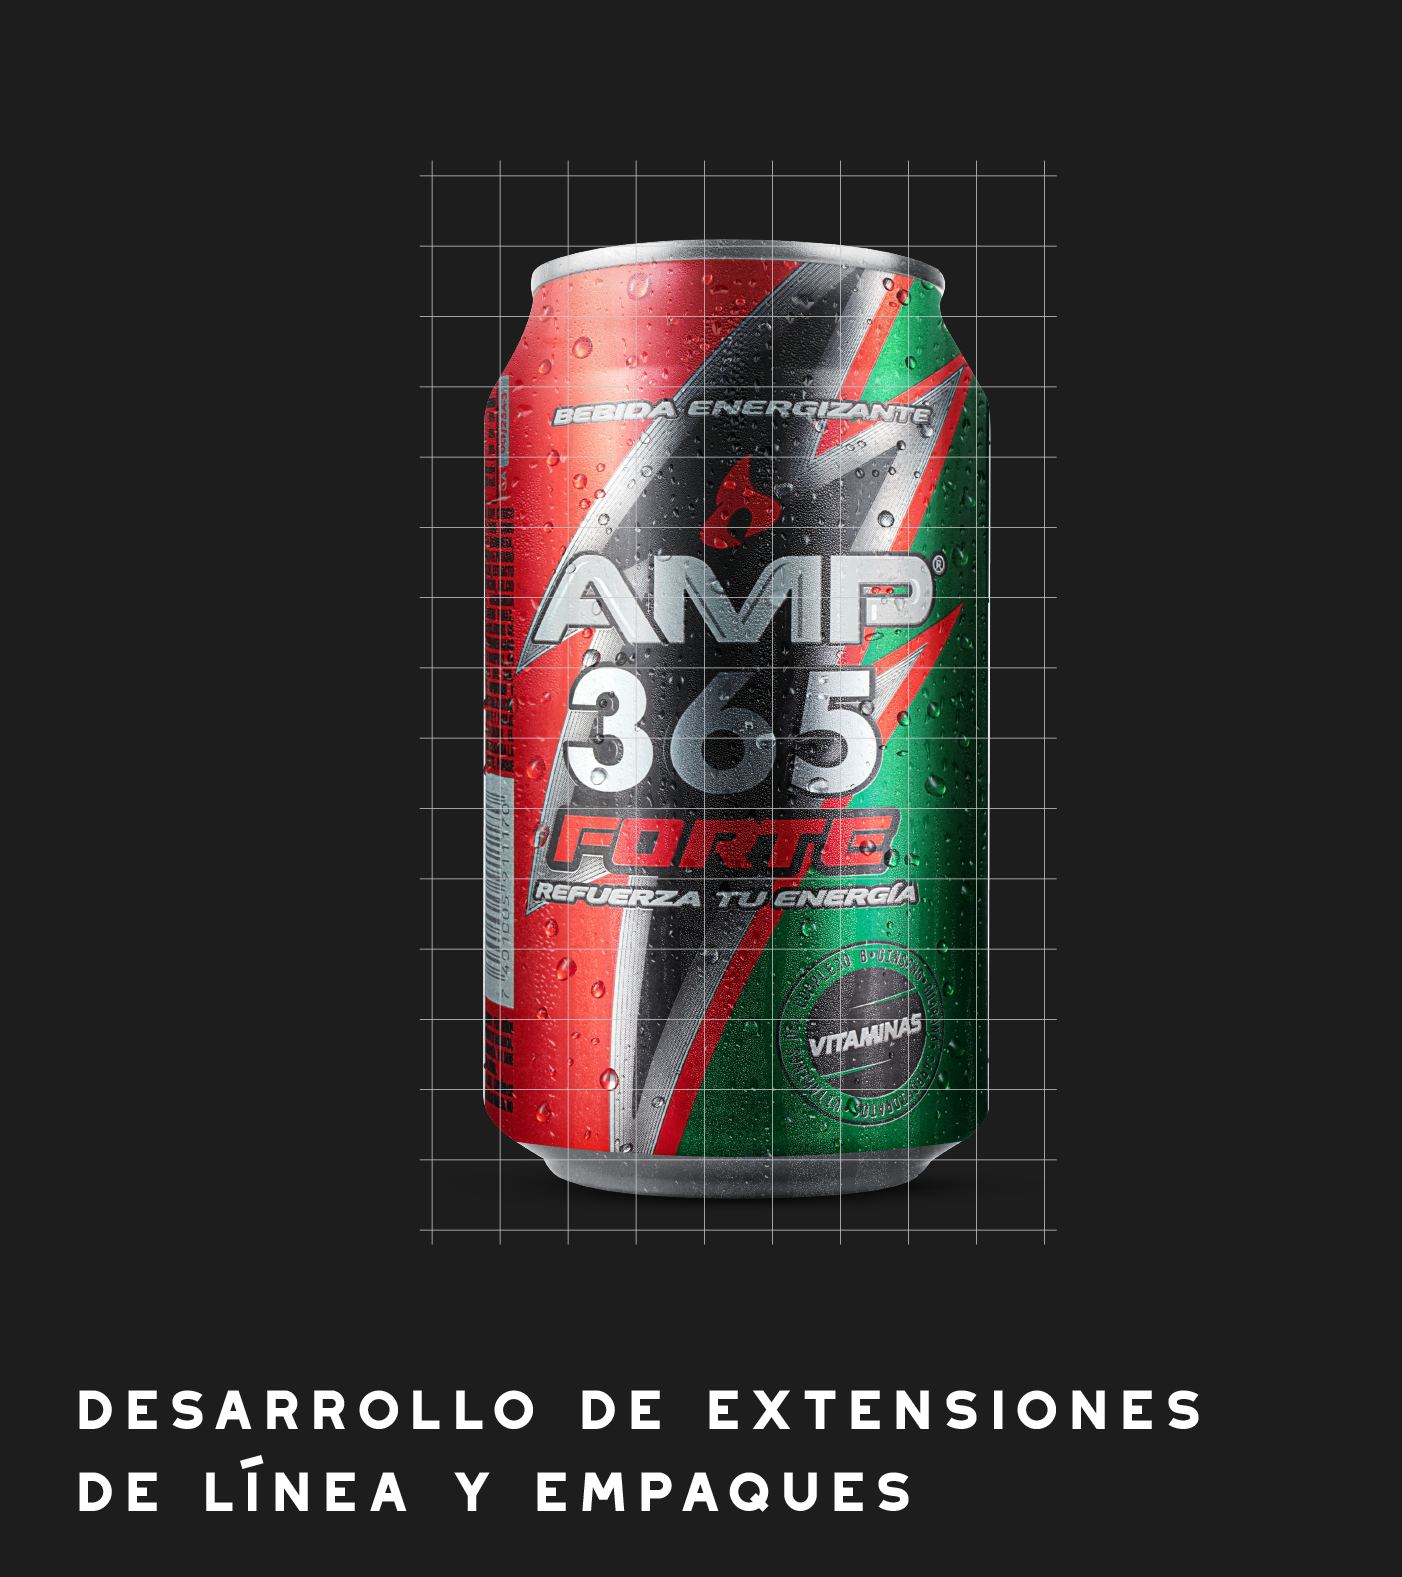 BEBIDA ENERGIZANTE
AMP®
365
FORTE
REFUERZA TU ENERGÍA
VITAMINAS
DESARROLLO DE EXTENSIONES
DE LÍNEA Y EMPAQUES